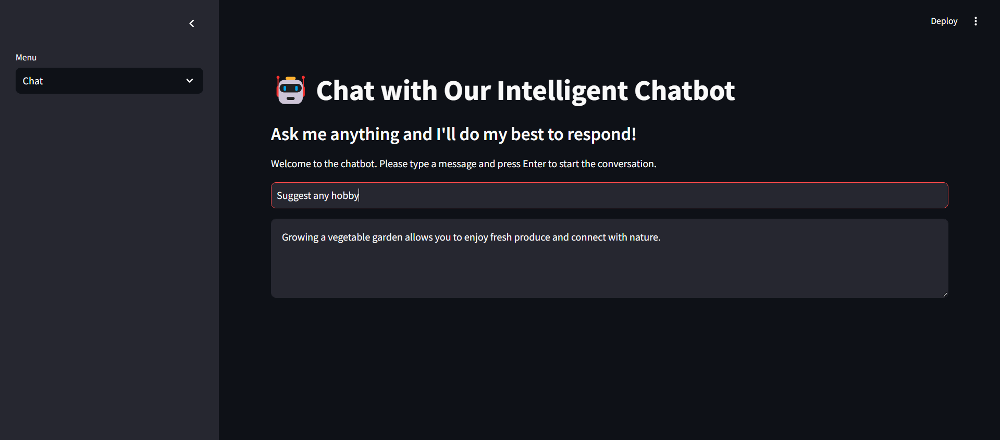 Deploy
Menu
Chat
Chat with Our Intelligent Chatbot
Ask me anything and I'll do my best to respond!
Welcome to the chatbot. Please type a message and press Enter to start the conversation.
Suggest any hobby
Growing a vegetable garden allows you to enjoy fresh produce and connect with nature.